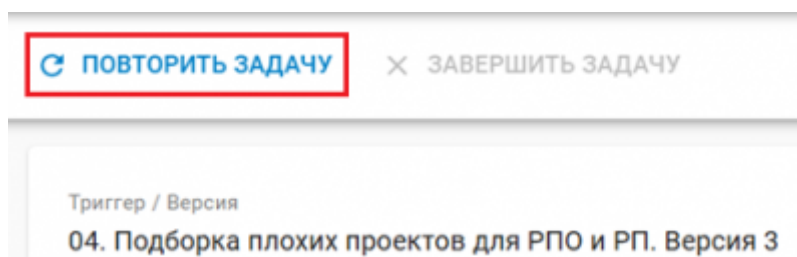 ПОВТОРИТЬ ЗАДАЧУ ЗАВЕРШИТЬ ЗАДАЧУ
Триггер / Версия
04. Подборка плохих проектов для РПО и РП. Версия 3